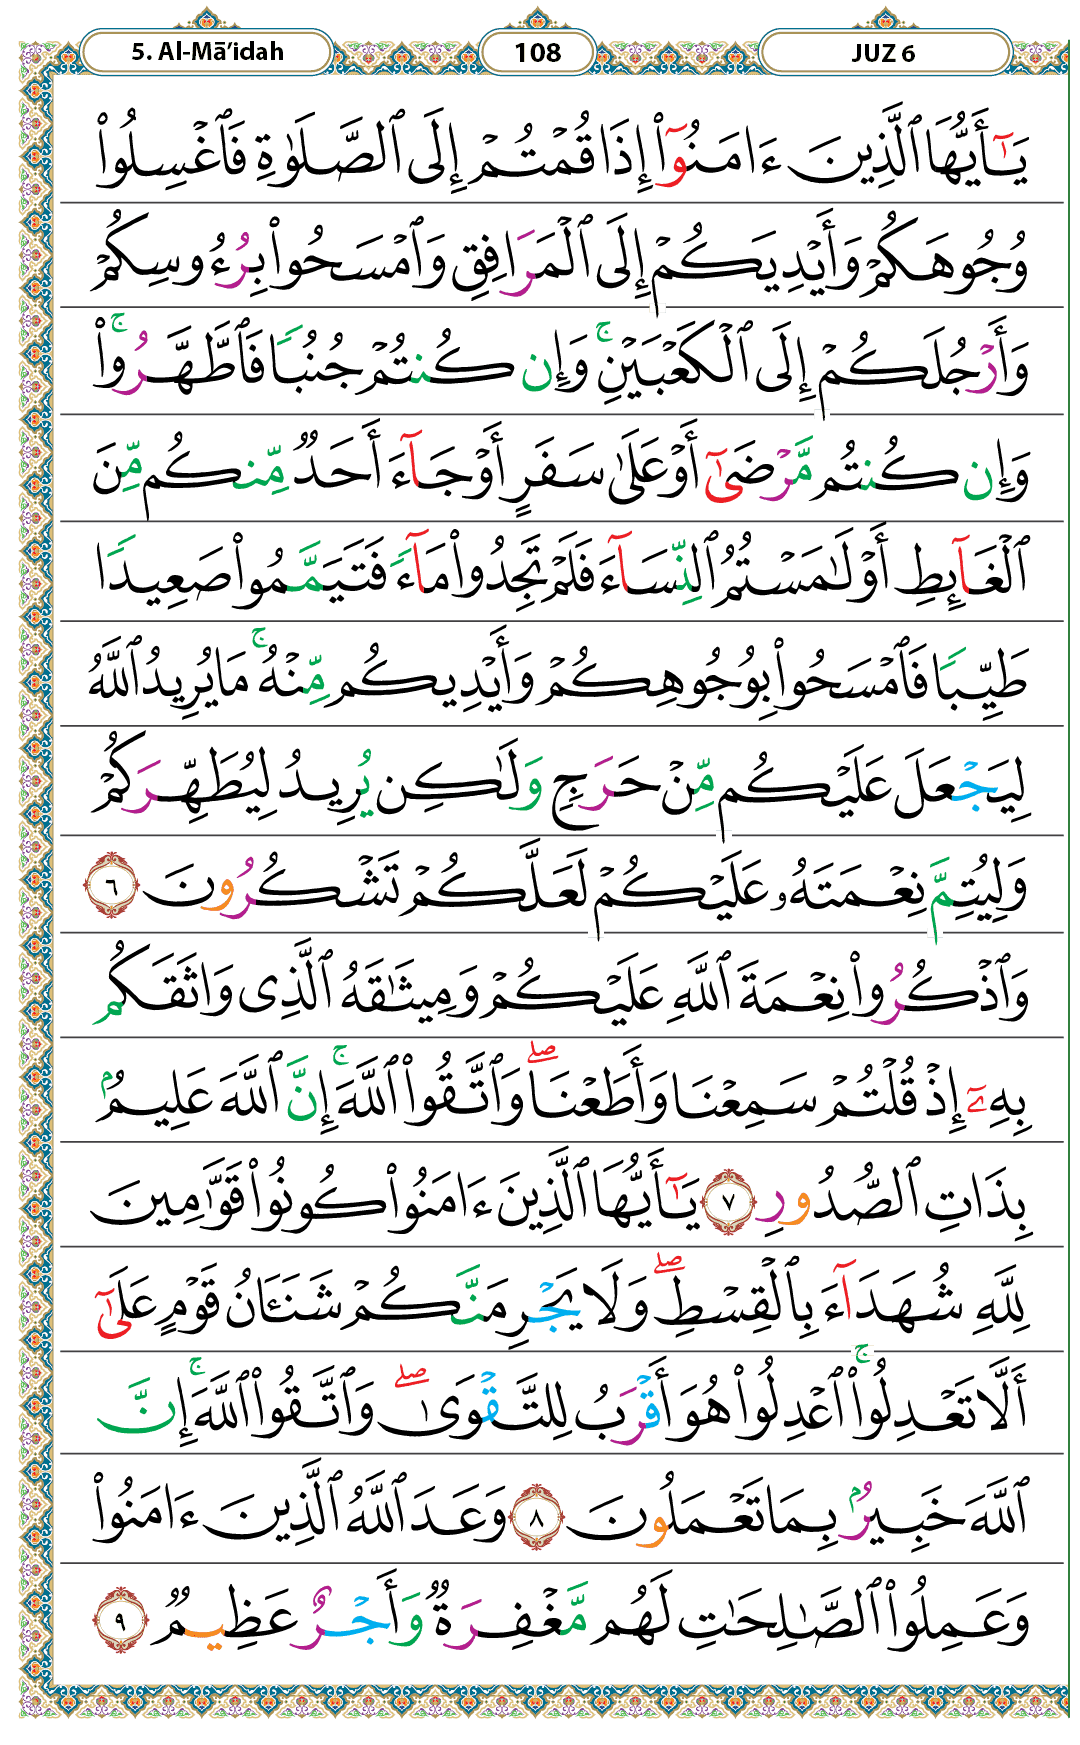 5. Al-Mā’idah 108 JUZ 6
يَـٰٓأَيُّهَا ٱلَّذِينَ ءَامَنُوٓا۟ إِذَا قُمْتُمْ إِلَى ٱلصَّلَوٰةِ فَٱغْسِلُوا۟
وُجُوهَكُمْ وَأَيْدِيَكُمْ إِلَى ٱلْمَرَافِقِ وَٱمْسَحُوا۟ بِرُءُوسِكُمْ
وَأَرْجُلَكُمْ إِلَى ٱلْكَعْبَيْنِ ۚ وَإِن كُنتُمْ جُنُبًا فَٱطَّهَّرُوا۟ ۚ
وَإِن كُنتُم مَّرْضَىٰٓ أَوْ عَلَىٰ سَفَرٍ أَوْ جَآءَ أَحَدٌ مِّنكُم مِّنَ
ٱلْغَآئِطِ أَوْ لَـٰمَسْتُمُ ٱلنِّسَآءَ فَلَمْ تَجِدُوا۟ مَآءً فَتَيَمَّمُوا۟ صَعِيدًا
طَيِّبًا فَٱمْسَحُوا۟ بِوُجُوهِكُمْ وَأَيْدِيكُم مِّنْهُ ۚ مَا يُرِيدُ ٱللَّهُ
لِيَجْعَلَ عَلَيْكُم مِّنْ حَرَجٍ وَلَـٰكِن يُرِيدُ لِيُطَهِّرَكُمْ
وَلِيُتِمَّ نِعْمَتَهُۥ عَلَيْكُمْ لَعَلَّكُمْ تَشْكُرُونَ ٦
وَٱذْكُرُوا۟ نِعْمَةَ ٱللَّهِ عَلَيْكُمْ وَمِيثَـٰقَهُ ٱلَّذِى وَاثَقَكُم
بِهِۦٓ إِذْ قُلْتُمْ سَمِعْنَا وَأَطَعْنَا ۖ وَٱتَّقُوا۟ ٱللَّهَ ۚ إِنَّ ٱللَّهَ عَلِيمٌۢ
بِذَاتِ ٱلصُّدُورِ ٧ يَـٰٓأَيُّهَا ٱلَّذِينَ ءَامَنُوا۟ كُونُوا۟ قَوَّٰمِينَ
لِلَّهِ شُهَدَآءَ بِٱلْقِسْطِ ۖ وَلَا يَجْرِمَنَّكُمْ شَنَـَٔانُ قَوْمٍ عَلَىٰٓ
أَلَّا تَعْدِلُوا۟ ۚ ٱعْدِلُوا۟ هُوَ أَقْرَبُ لِلتَّقْوَىٰ ۖ وَٱتَّقُوا۟ ٱللَّهَ ۚ إِنَّ
ٱللَّهَ خَبِيرٌۢ بِمَا تَعْمَلُونَ ٨ وَعَدَ ٱللَّهُ ٱلَّذِينَ ءَامَنُوا۟
وَعَمِلُوا۟ ٱلصَّـٰلِحَـٰتِ لَهُم مَّغْفِرَةٌ وَأَجْرٌ عَظِيمٌ ٩